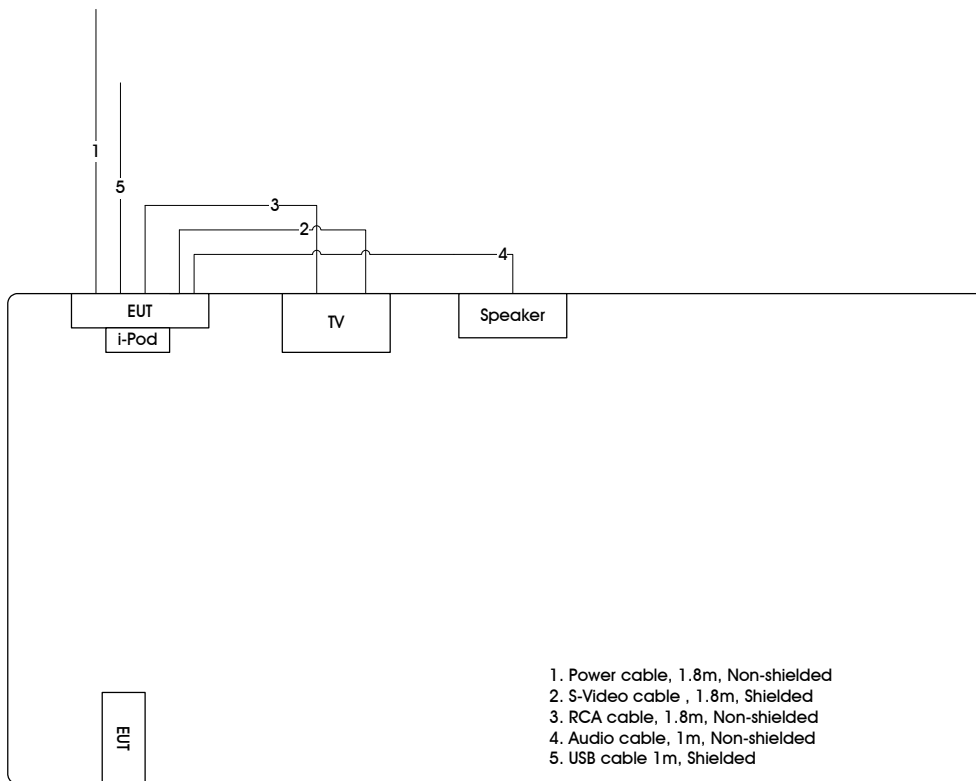 1
5
3
2
4
EUT
TV
Speaker
i-Pod
1. Power cable, 1.8m, Non-shielded
2. S-Video cable , 1.8m, Shielded
3. RCA cable, 1.8m, Non-shielded
4. Audio cable, 1m, Non-shielded
5. USB cable 1m, Shielded
EUT